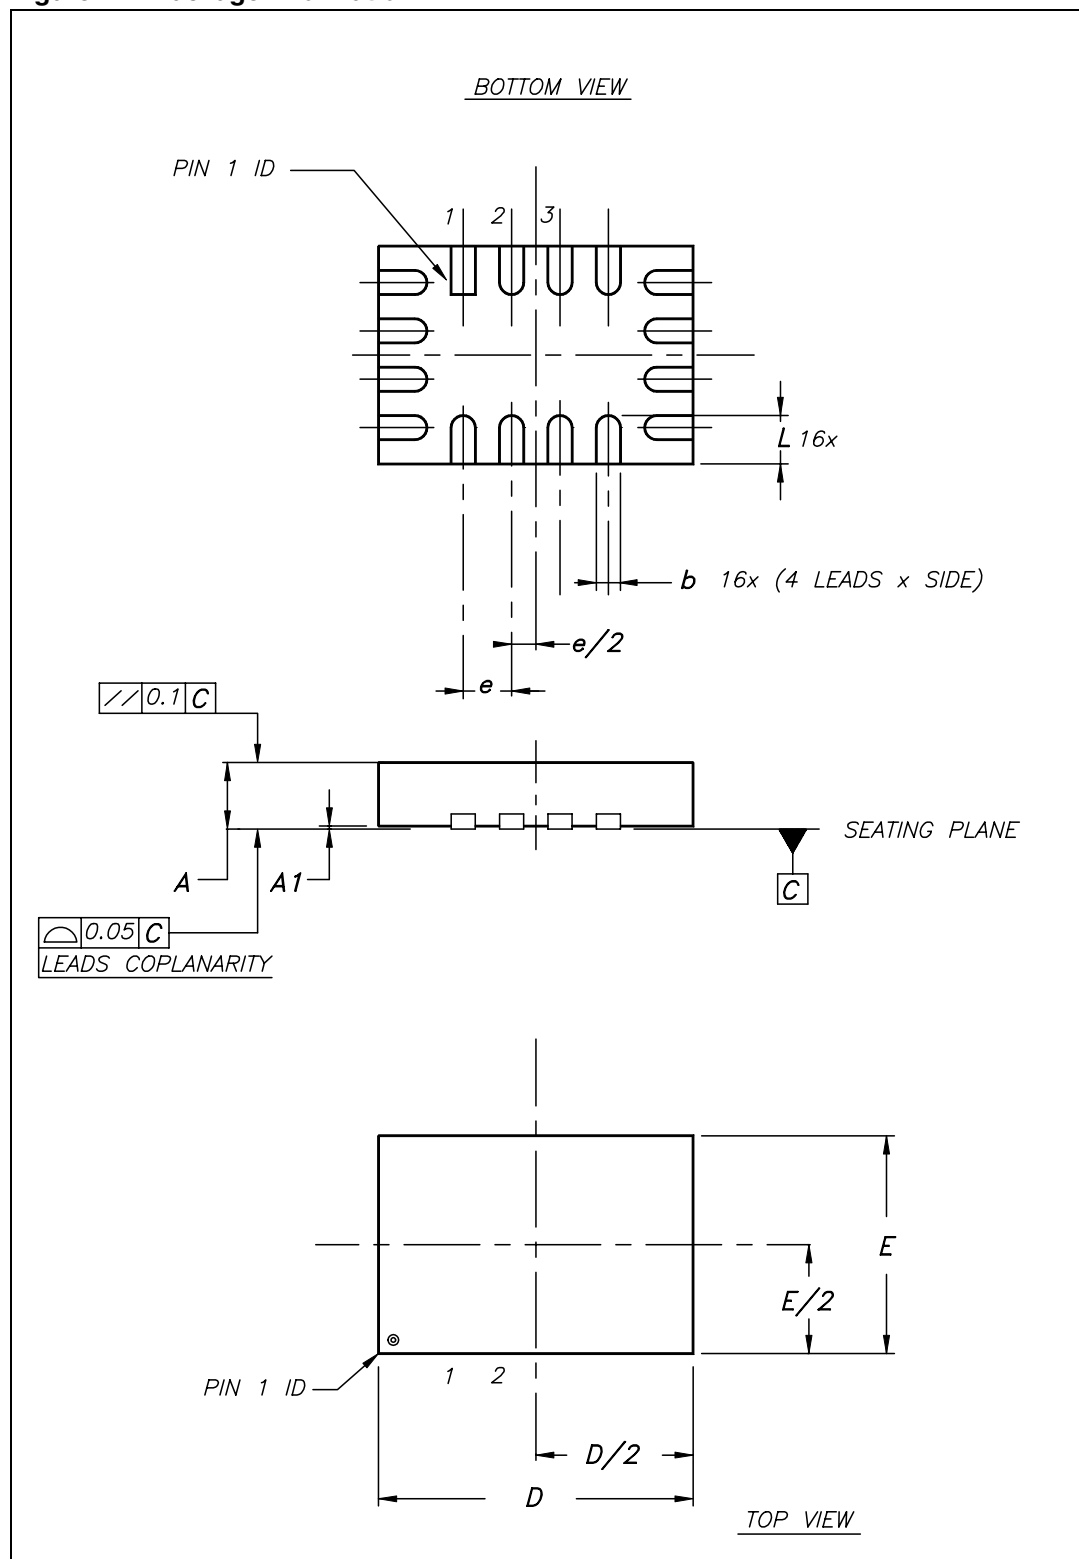 BOTTOM VIEW
PIN 1 ID
1 2 3
L 16x
b 16x (4 LEADS x SIDE)
e/2
e
// 0.1 C
SEATING PLANE
A A1
C
0.05 C
LEADS COPLANARITY
E
E/2
PIN 1 ID
1 2
D/2
D
TOP VIEW